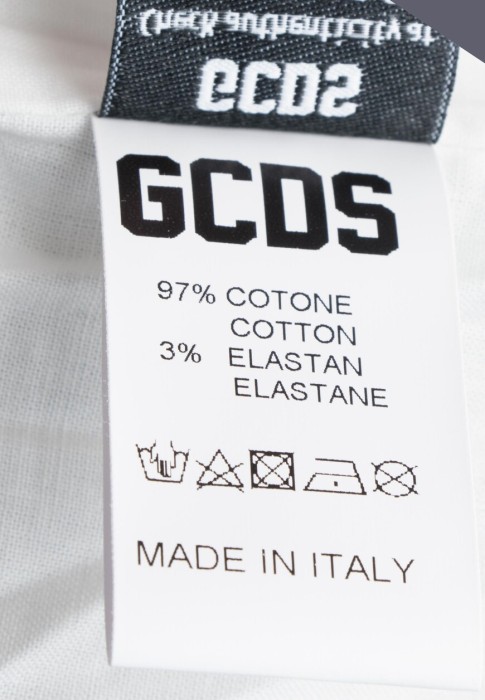 Check authenticity at
GCDS
GCDS
97% COTONE
COTTON
3% ELASTAN
ELASTANE
MADE IN ITALY